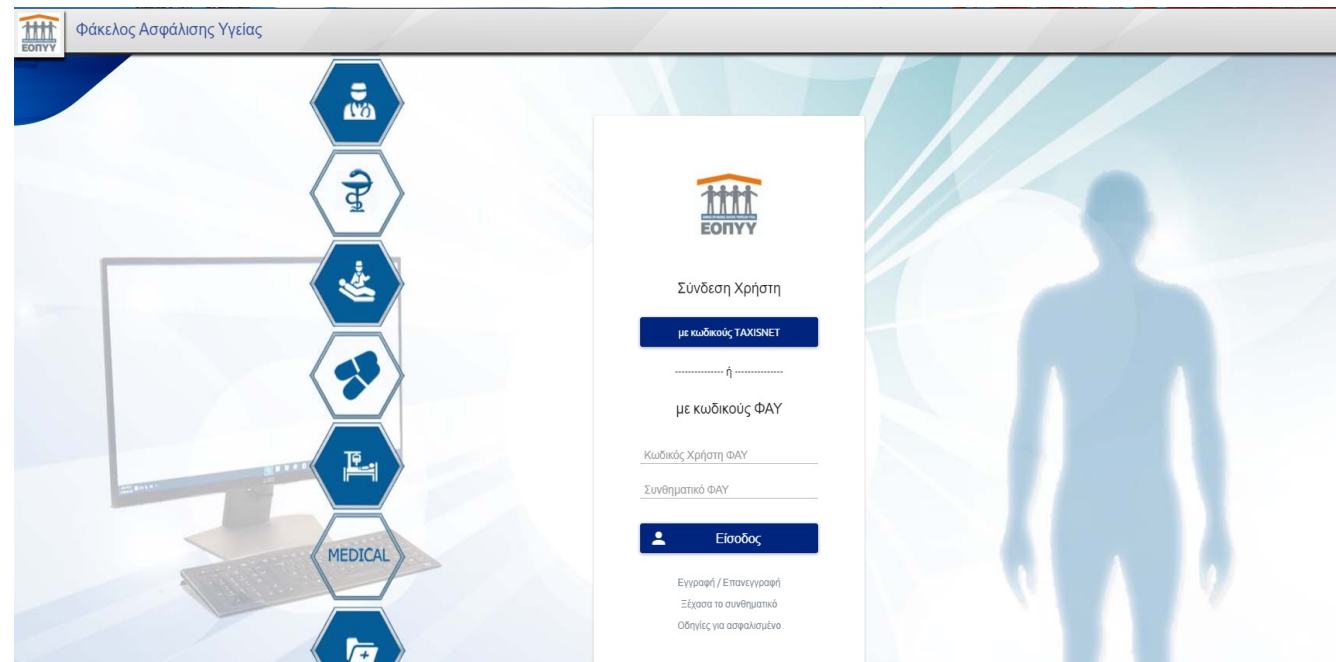 ΕΟΠΥΥ
Φάκελος Ασφάλισης Υγείας
ΕΟΠΥΥ
Σύνδεση Χρήστη
με κωδικούς TAXISNET
--------------- ή ---------------
με κωδικούς ΦΑΥ
Κωδικός Χρήστη ΦΑΥ
Συνθηματικό ΦΑΥ
Είσοδος
Εγγραφή / Επανεγγραφή
Ξέχασα το συνθηματικό
Οδηγίες για ασφαλισμένο
MEDICAL